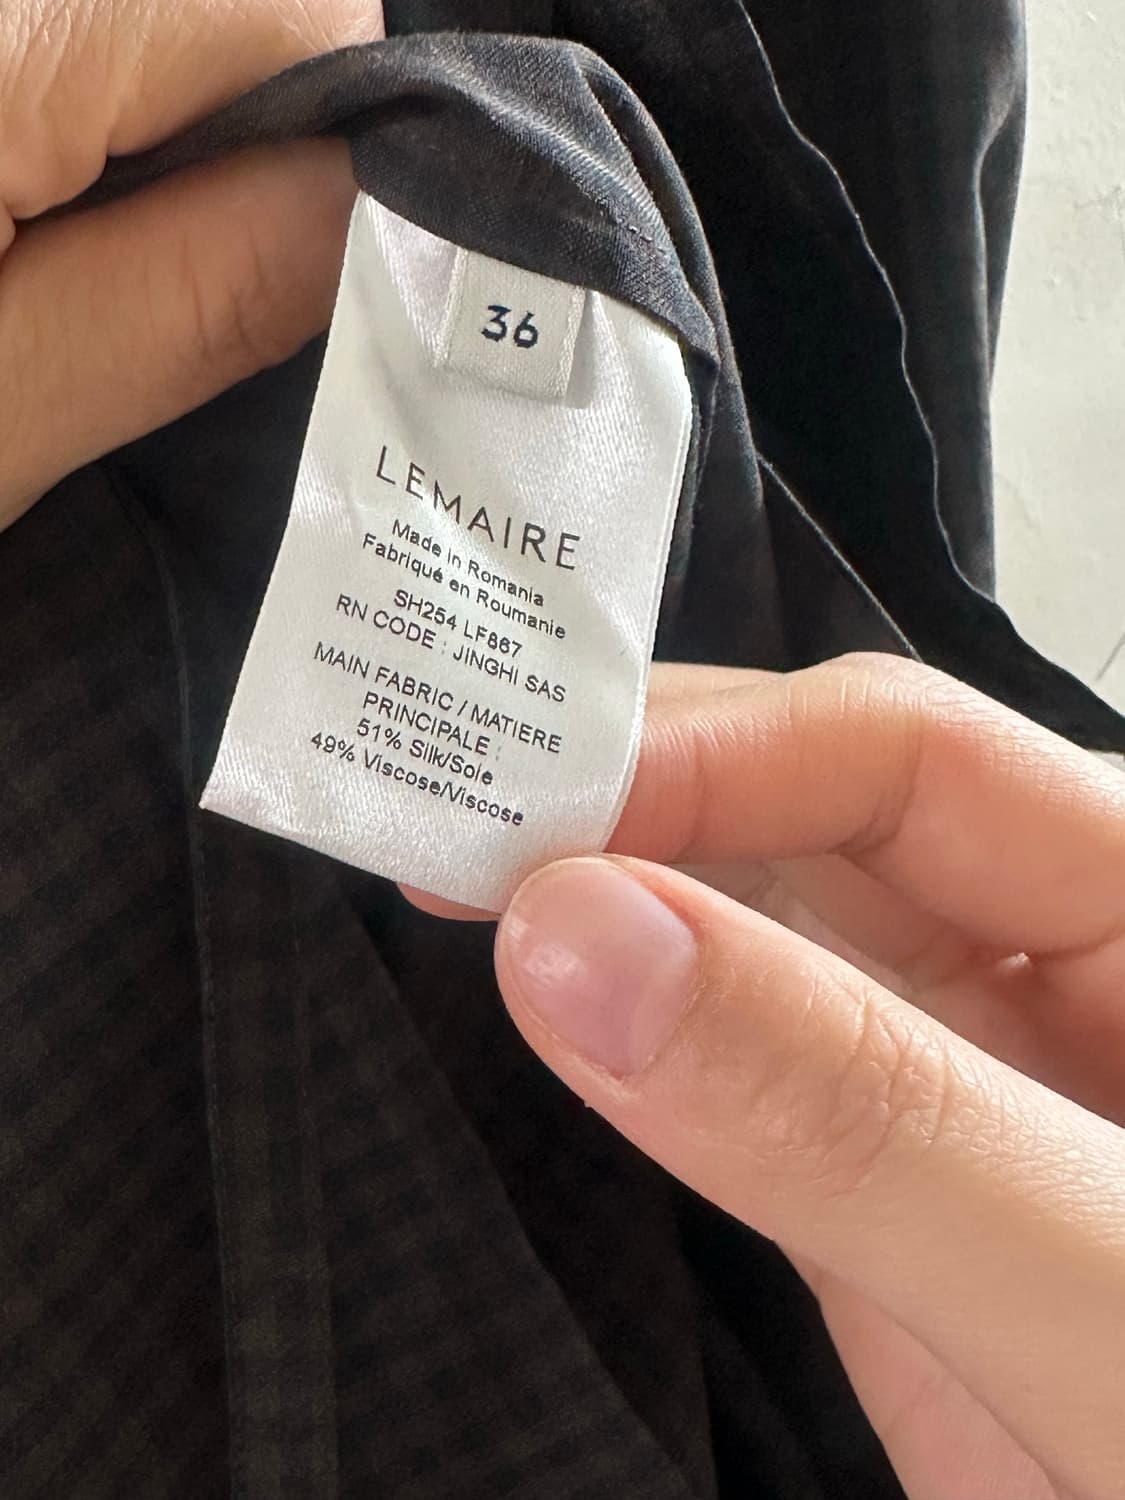 36
LEMAIRE
Made in Romania
Fabriqué en Roumanie
SH254 LF867
RN CODE : JINGHI SAS
MAIN FABRIC / MATIERE
PRINCIPALE :
51% Silk/Soie
49% Viscose/Viscose